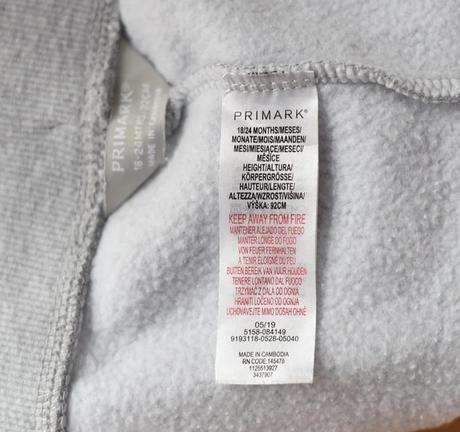 PRIMARK®
18-24 MTHS/92CM
MADE IN
PRIMARK®
18/24 MONTHS/MESES/
MONATE/MOIS/MAANDEN/
MESI/MIESIĄCE/MESECI/
MĚSÍCE
HEIGHT/ALTURA/
KÖRPERGRÖSSE/
HAUTEUR/LENGTE/
ALTEZZA/WZROST/VIŠINA/
VÝŠKA: 92CM
KEEP AWAY FROM FIRE
MANTENER ALEJADO DEL FUEGO
MANTER LONGE DO FOGO
VON FEUER FERNHALTEN
A TENIR ÉLOIGNÉ DU FEU
BUITEN BEREIK VAN VUUR HOUDEN
TENERE LONTANO DAL FUOCO
TRZYMAĆ Z DALA OD OGNIA
HRANITI LOČENO OD OGNJA
UCHOVÁVEJTE MIMO DOSAH OHNĚ
05/19
5158-084149
9193118-0528-05040
MADE IN CAMBODIA
RN CODE:145478
1125513927
3437907